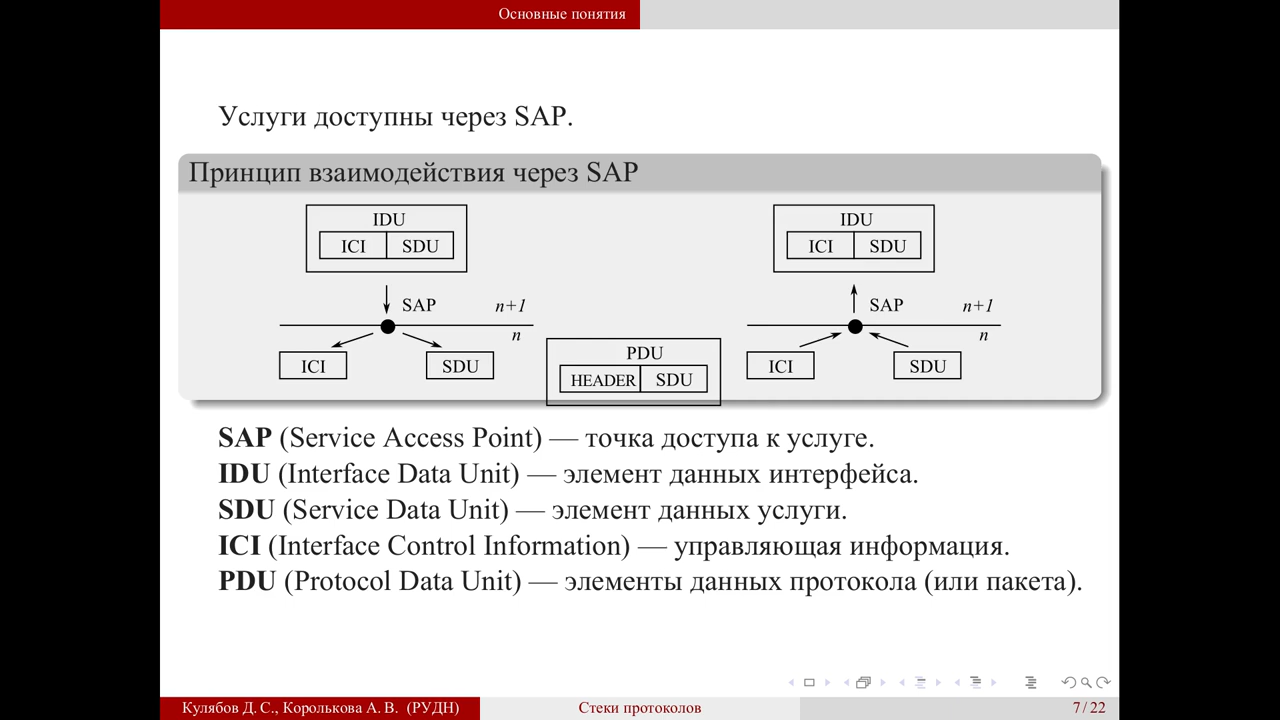 Основные понятия
Услуги доступны через SAP.
Принцип взаимодействия через SAP
IDU
ICI SDU
SAP n+1
n
ICI SDU
PDU
HEADER SDU
IDU
ICI SDU
SAP n+1
n
ICI SDU
SAP (Service Access Point) — точка доступа к услуге.
IDU (Interface Data Unit) — элемент данных интерфейса.
SDU (Service Data Unit) — элемент данных услуги.
ICI (Interface Control Information) — управляющая информация.
PDU (Protocol Data Unit) — элементы данных протокола (или пакета).
Кулябов Д. С., Королькова А. В. (РУДН) Стеки протоколов 7 / 22